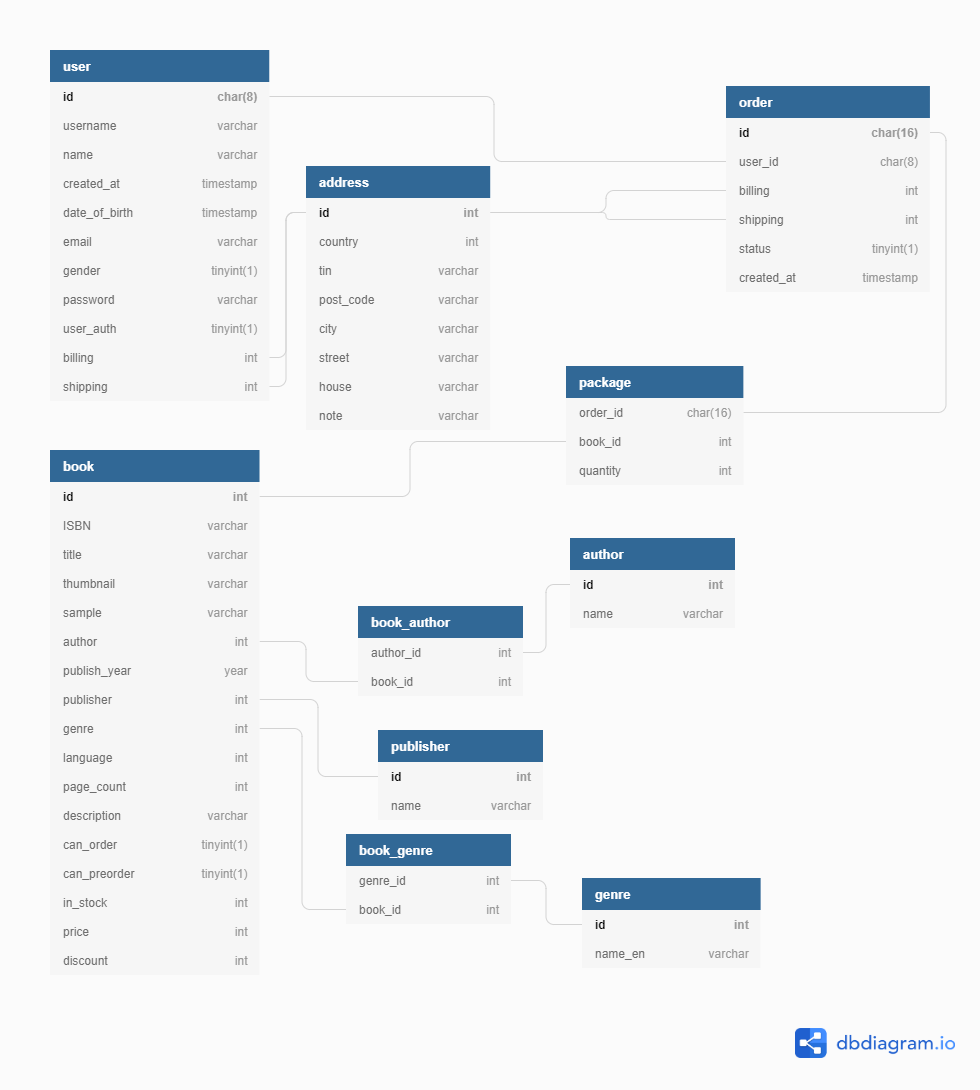 user
id char(8)
username varchar
name varchar
created_at timestamp
date_of_birth timestamp
email varchar
gender tinyint(1)
password varchar
user_auth tinyint(1)
billing int
shipping int
address
id int
country int
tin varchar
post_code varchar
city varchar
street varchar
house varchar
note varchar
order
id char(16)
user_id char(8)
billing int
shipping int
status tinyint(1)
created_at timestamp
package
order_id char(16)
book_id int
quantity int
book
id int
ISBN varchar
title varchar
thumbnail varchar
sample varchar
author int
publish_year year
publisher int
genre int
language int
page_count int
description varchar
can_order tinyint(1)
can_preorder tinyint(1)
in_stock int
price int
discount int
author
id int
name varchar
book_author
author_id int
book_id int
publisher
id int
name varchar
book_genre
genre_id int
book_id int
genre
id int
name_en varchar
dbdiagram.io